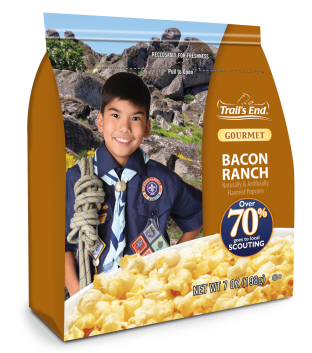 RECLOSABLE FOR FRESHNESS
Pull to Open
Trail's End
GOURMET
BACON
RANCH
Naturally & Artificially
Flavored Popcorn
Over
70%
goes to local
SCOUTING
NET WT 7 OZ (198g)